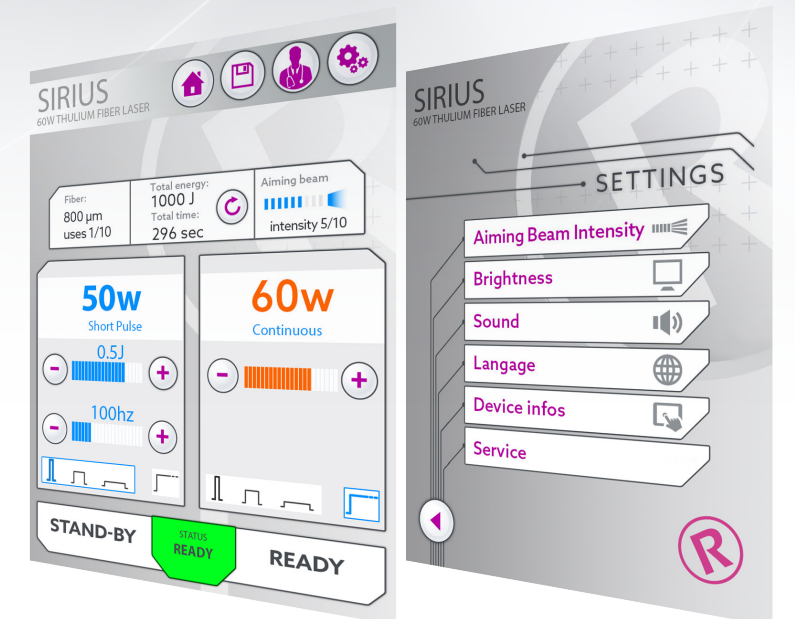 SIRIUS
60W THULIUM FIBER LASER
Fiber:
800 µm
uses 1/10
Total energy:
1000 J
Total time:
296 sec
Aiming beam
intensity 5/10
50w
Short Pulse
0.5J
-
+
100hz
-
+
60w
Continuous
-
+
STAND-BY
STATUS
READY
READY
SIRIUS
60W THULIUM FIBER LASER
SETTINGS
Aiming Beam Intensity
Brightness
Sound
Langage
Device infos
Service
R